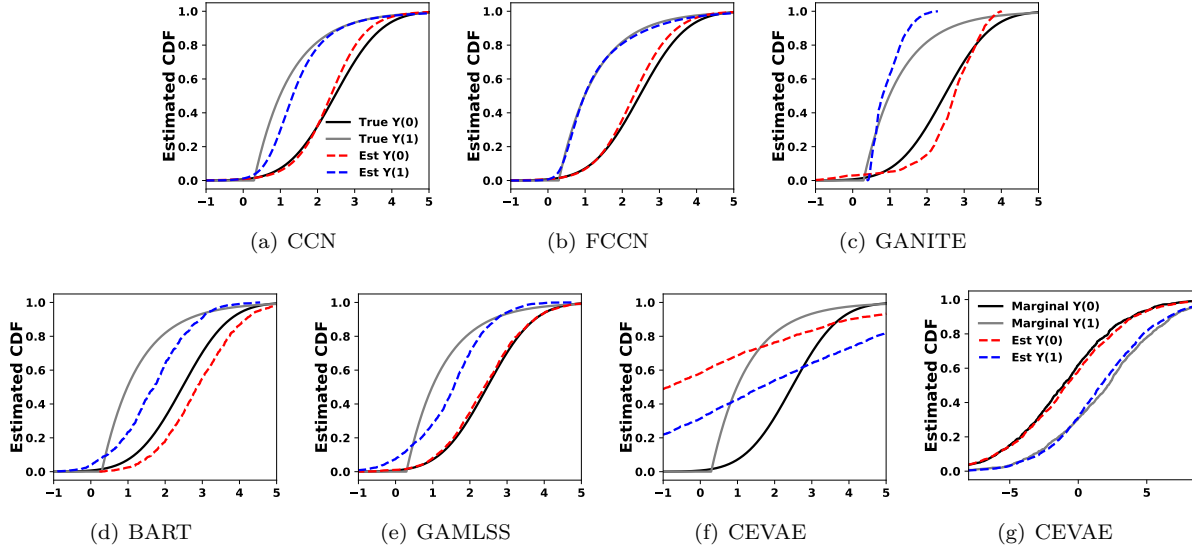 Estimated CDF
1.0
0.8
0.6
0.4
0.2
0.0
−1 0 1 2 3 4 5
True Y(0)
True Y(1)
Est Y(0)
Est Y(1)
(a) CCN
Estimated CDF
1.0
0.8
0.6
0.4
0.2
0.0
−1 0 1 2 3 4 5
(b) FCCN
Estimated CDF
1.0
0.8
0.6
0.4
0.2
0.0
−1 0 1 2 3 4 5
(c) GANITE
Estimated CDF
1.0
0.8
0.6
0.4
0.2
0.0
−1 0 1 2 3 4 5
(d) BART
Estimated CDF
1.0
0.8
0.6
0.4
0.2
0.0
−1 0 1 2 3 4 5
(e) GAMLSS
Estimated CDF
1.0
0.8
0.6
0.4
0.2
0.0
−1 0 1 2 3 4 5
(f) CEVAE
Estimated CDF
1.0
0.8
0.6
0.4
0.2
0.0
−5 0 5
Marginal Y(0)
Marginal Y(1)
Est Y(0)
Est Y(1)
(g) CEVAE